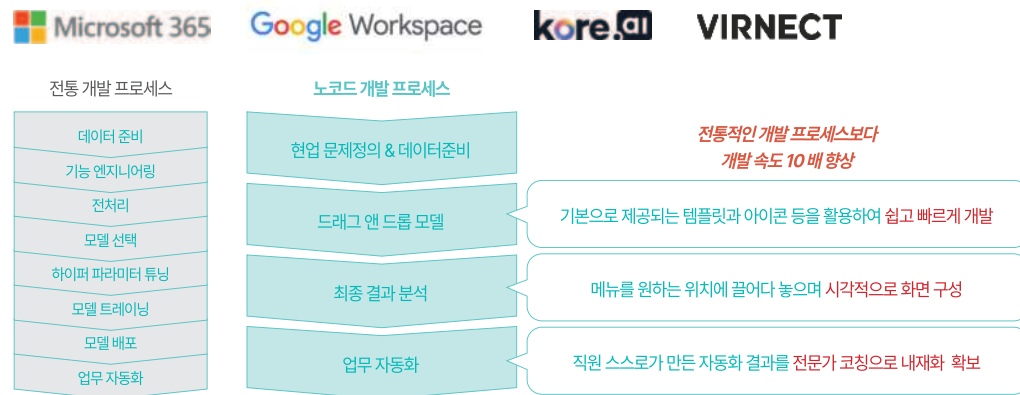 Microsoft 365
Google Workspace
kore.ai
VIRNECT
전통 개발 프로세스
데이터 준비
기능 엔지니어링
전처리
모델 선택
하이퍼 파라미터 튜닝
모델 트레이닝
모델 배포
업무 자동화
노코드 개발 프로세스
현업 문제정의 & 데이터준비
드래그 앤 드롭 모델
최종 결과 분석
업무 자동화
전통적인 개발 프로세스보다
개발 속도 10 배 향상
기본으로 제공되는 템플릿과 아이콘 등을 활용하여 쉽고 빠르게 개발
메뉴를 원하는 위치에 끌어다 놓으며 시각적으로 화면 구성
직원 스스로가 만든 자동화 결과를 전문가 코칭으로 내재화 확보